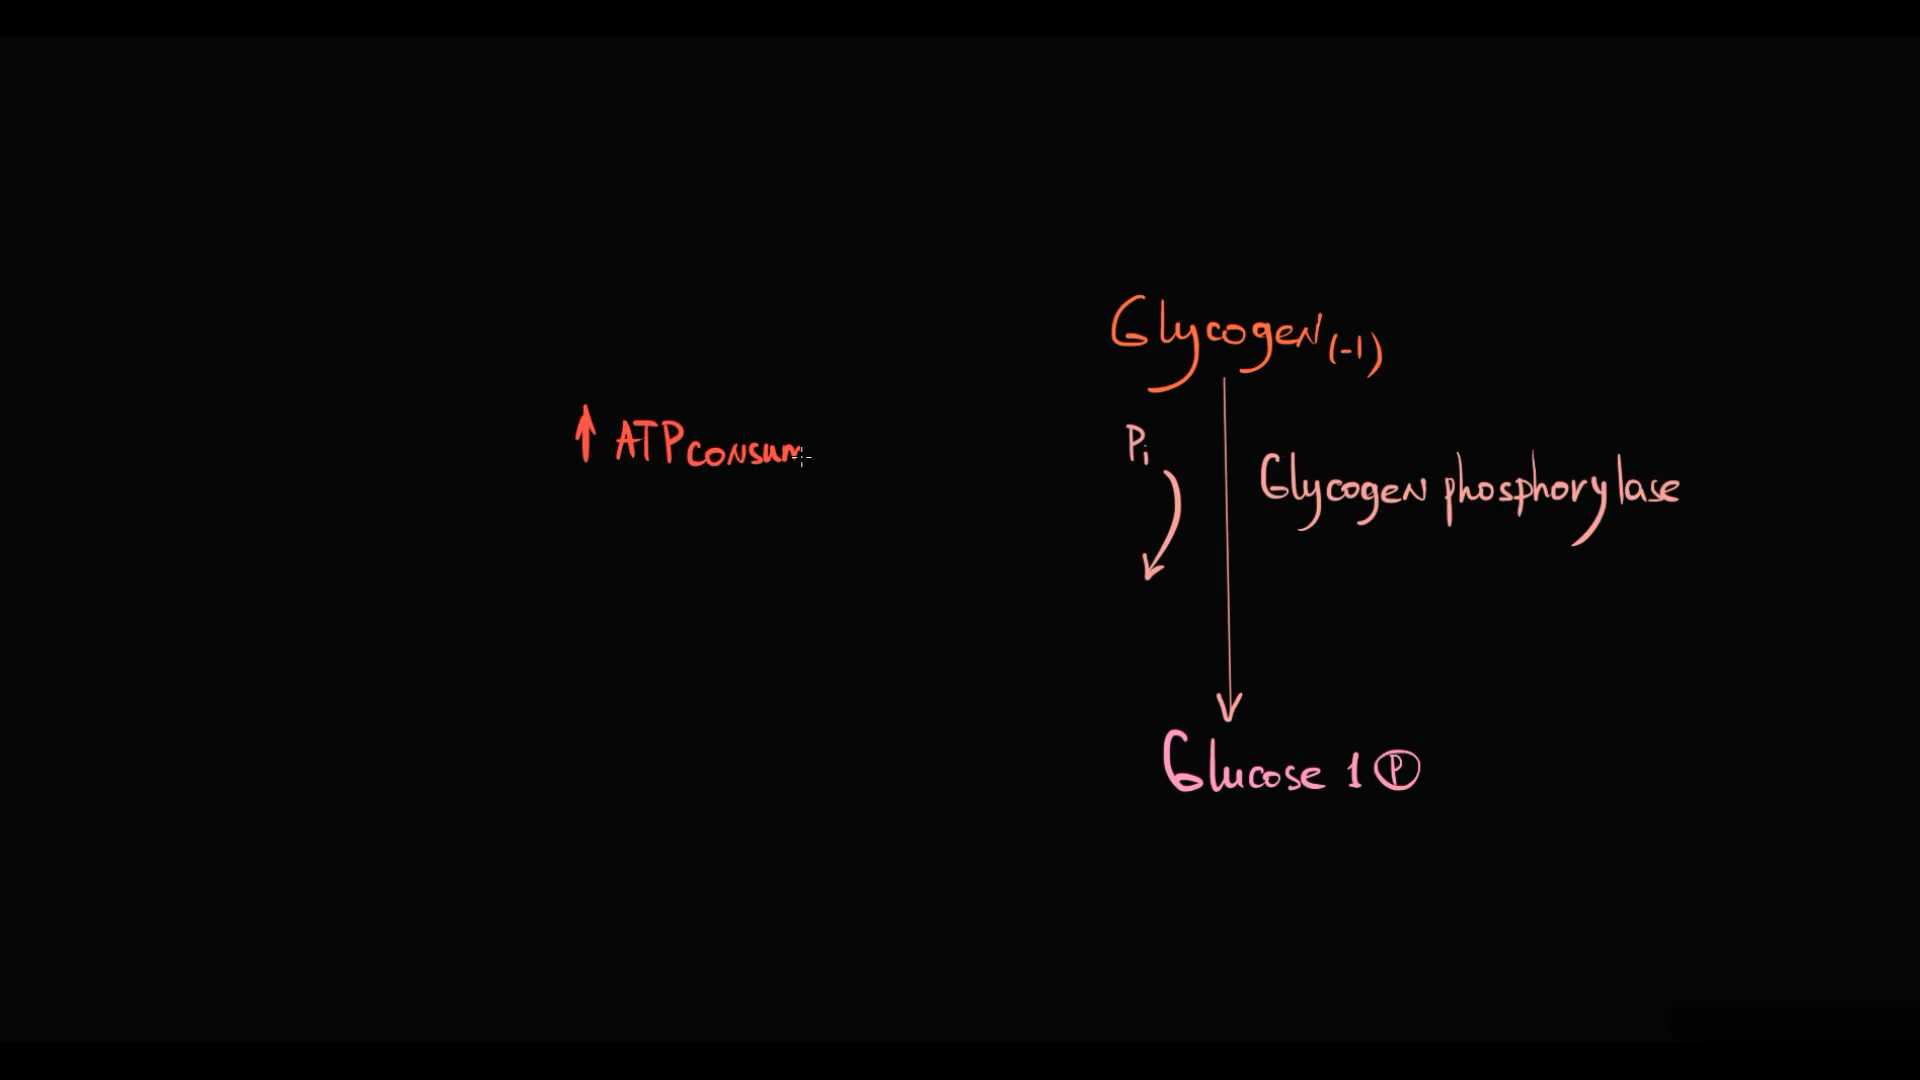 Glycogen (-1)
↑ ATP consum
Pi
Glycogen phosphorylase
Glucose 1 P